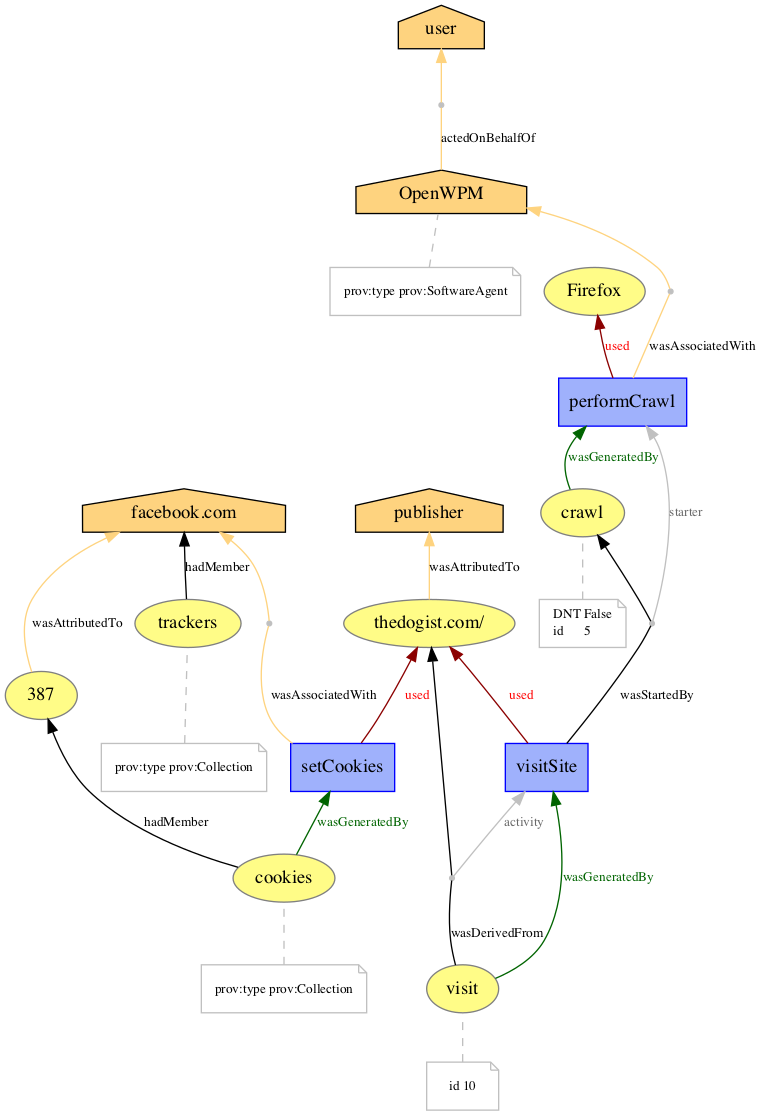 user
actedOnBehalfOf
OpenWPM
prov:type prov:SoftwareAgent
Firefox
used
wasAssociatedWith
performCrawl
wasGeneratedBy
facebook.com
publisher
crawl
starter
hadMember
wasAttributedTo
DNT False
id 5
wasAttributedTo
trackers
thedogist.com/
387
wasAssociatedWith
used
used
wasStartedBy
prov:type prov:Collection
setCookies
visitSite
hadMember
wasGeneratedBy
activity
cookies
wasGeneratedBy
wasDerivedFrom
prov:type prov:Collection
visit
id 10